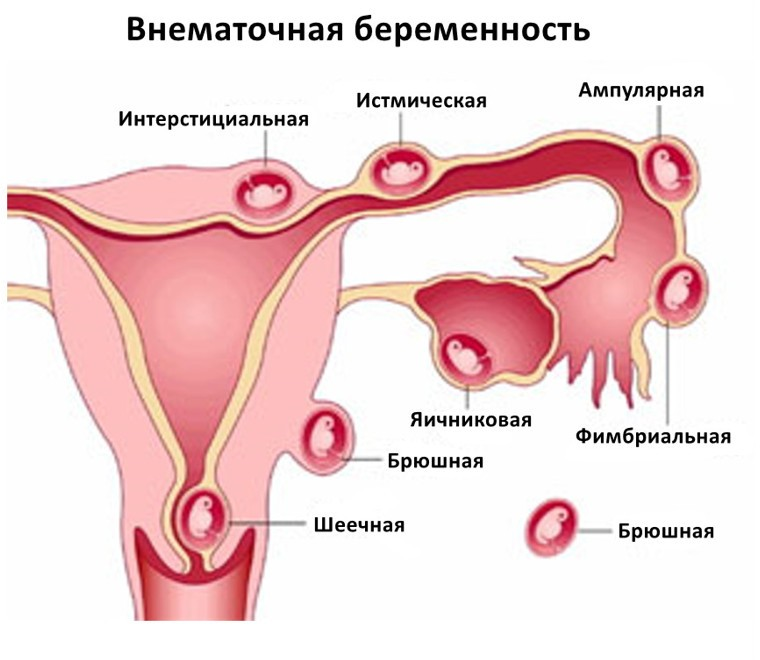 Внематочная беременность
Ампулярная
Истмическая
Интерстициальная
Яичниковая
Фимбриальная
Брюшная
Шеечная
Брюшная